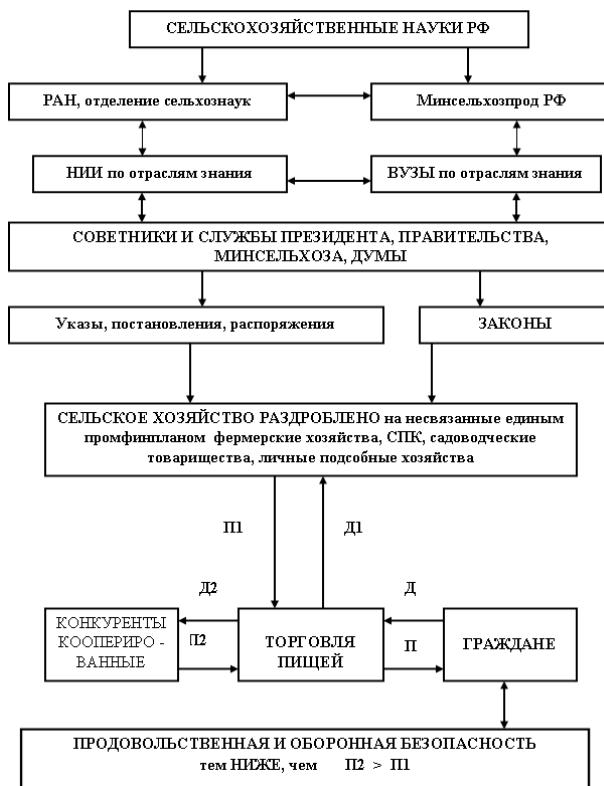 СЕЛЬСКОХОЗЯЙСТВЕННЫЕ НАУКИ РФ
РАН, отделение сельхознаук
Минсельхозпрод РФ
НИИ по отраслям знания
ВУЗЫ по отраслям знания
СОВЕТНИКИ И СЛУЖБЫ ПРЕЗИДЕНТА, ПРАВИТЕЛЬСТВА,
МИНСЕЛЬХОЗА, ДУМЫ
Указы, постановления, распоряжения
ЗАКОНЫ
СЕЛЬСКОЕ ХОЗЯЙСТВО РАЗДРОБЛЕНО на несвязанные единым
промфинпланом фермерские хозяйства, СПК, садоводческие
товарищества, личные подсобные хозяйства
П1
Д1
Д2
Д
КОНКУРЕНТЫ
КООПЕРИРО -
ВАННЫЕ
П2
ТОРГОВЛЯ
ПИЩЕЙ
П
ГРАЖДАНЕ
ПРОДОВОЛЬСТВЕННАЯ И ОБОРОННАЯ БЕЗОПАСНОСТЬ
тем НИЖЕ, чем П2 > П1